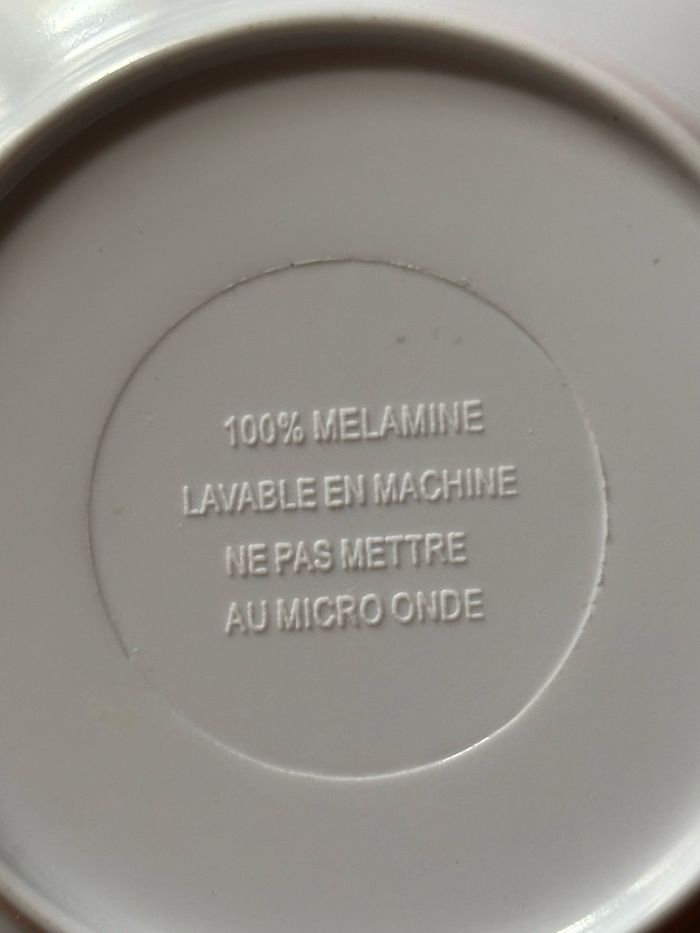 100% MELAMINE
LAVABLE EN MACHINE
NE PAS METTRE
AU MICRO ONDE